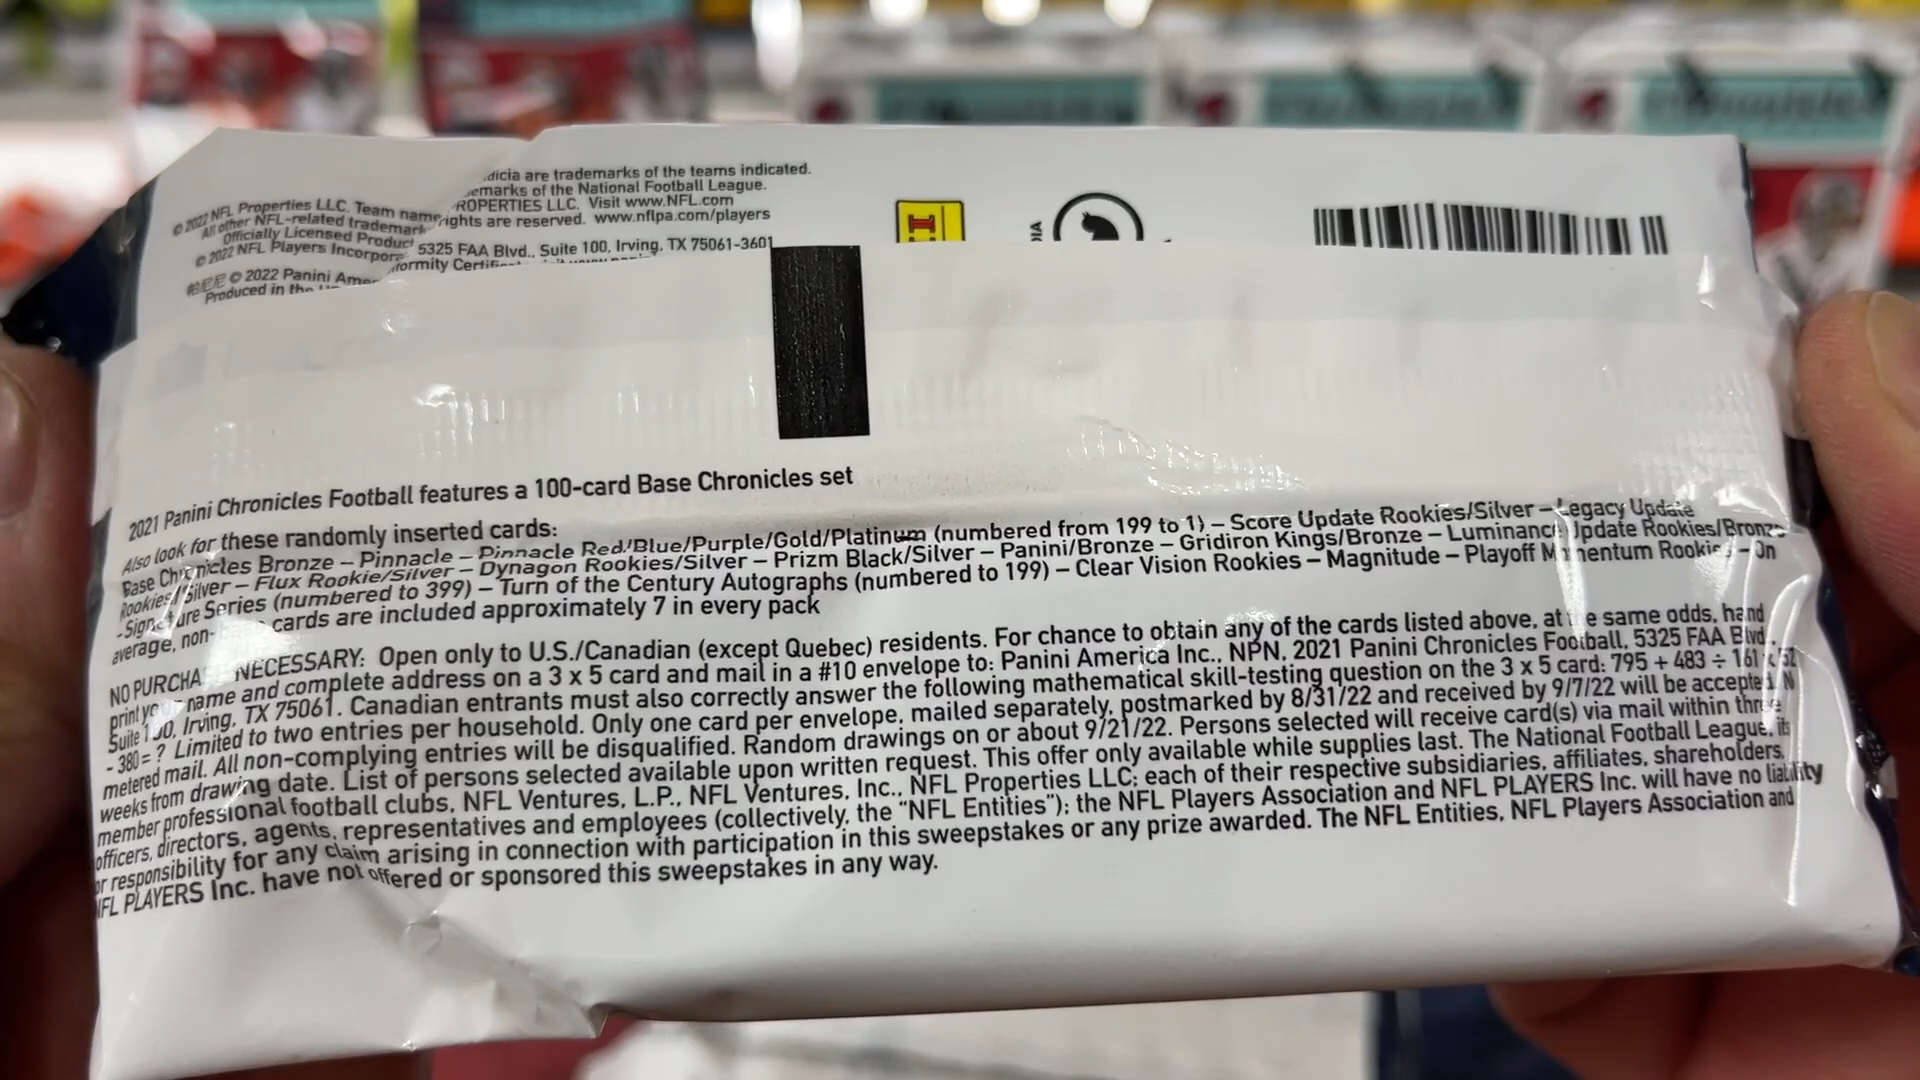 dicia are trademarks of the teams indicated.
emarks of the National Football League.
© 2022 NFL Properties LLC. Team name ROPERTIES LLC. Visit www.NFL.com
All other NFL-related trademark rights are reserved. www.nflpa.com/players
Officially Licensed Product
© 2022 NFL Players Incorpor 5325 FAA Blvd., Suite 100, Irving, TX 75061-3601
formity Certifi
帕尼尼 © 2022 Panini Amer
Produced in the
2021 Panini Chronicles Football features a 100-card Base Chronicles set
Also look for these randomly inserted cards:
Base Chronicles Bronze – Pinnacle – Pinnacle Red/Blue/Purple/Gold/Platinum (numbered from 199 to 1) – Score Update Rookies/Silver – Legacy Update
Rookies/Silver – Flux Rookie/Silver – Dynagon Rookies/Silver – Prizm Black/Silver – Panini/Bronze – Gridiron Kings/Bronze – Luminance Update Rookies/Bronze
- Signature Series (numbered to 399) – Turn of the Century Autographs (numbered to 199) – Clear Vision Rookies – Magnitude – Playoff Momentum Rookies – On
average, non- cards are included approximately 7 in every pack
NO PURCHA NECESSARY: Open only to U.S./Canadian (except Quebec) residents. For chance to obtain any of the cards listed above, at e same odds, hand
print yo name and complete address on a 3 x 5 card and mail in a #10 envelope to: Panini America Inc., NPN, 2021 Panini Chronicles Football, 5325 FAA Blvd.
Suite 100, Irving, TX 75061. Canadian entrants must also correctly answer the following mathematical skill-testing question on the 3 x 5 card: 795 + 483 ÷ 161 x 52
- 380 = ? Limited to two entries per household. Only one card per envelope, mailed separately, postmarked by 8/31/22 and received by 9/7/22 will be accepted. N
metered mail. All non-complying entries will be disqualified. Random drawings on or about 9/21/22. Persons selected will receive card(s) via mail within three
weeks from drawing date. List of persons selected available upon written request. This offer only available while supplies last. The National Football League, its
member professional football clubs, NFL Ventures, L.P., NFL Ventures, Inc., NFL Properties LLC; each of their respective subsidiaries, affiliates, shareholders,
officers, directors, agents, representatives and employees (collectively, the "NFL Entities"); the NFL Players Association and NFL PLAYERS Inc. will have no liability
or responsibility for any claim arising in connection with participation in this sweepstakes or any prize awarded. The NFL Entities, NFL Players Association and
NFL PLAYERS Inc. have not offered or sponsored this sweepstakes in any way.